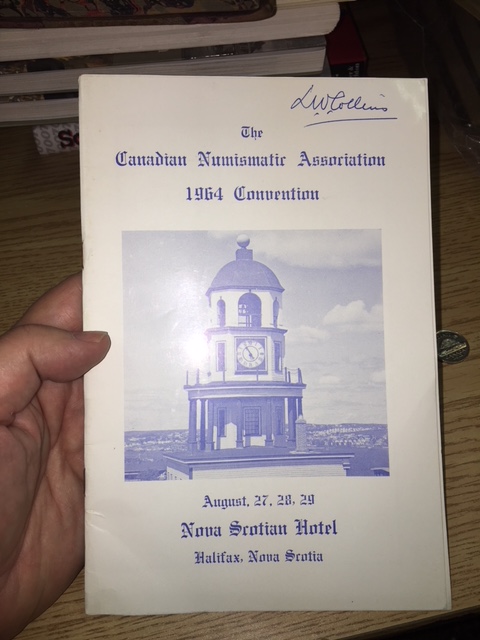 L W Collins
The
Canadian Numismatic Association
1964 Convention
August, 27, 28, 29
Nova Scotian Hotel
Halifax, Nova Scotia